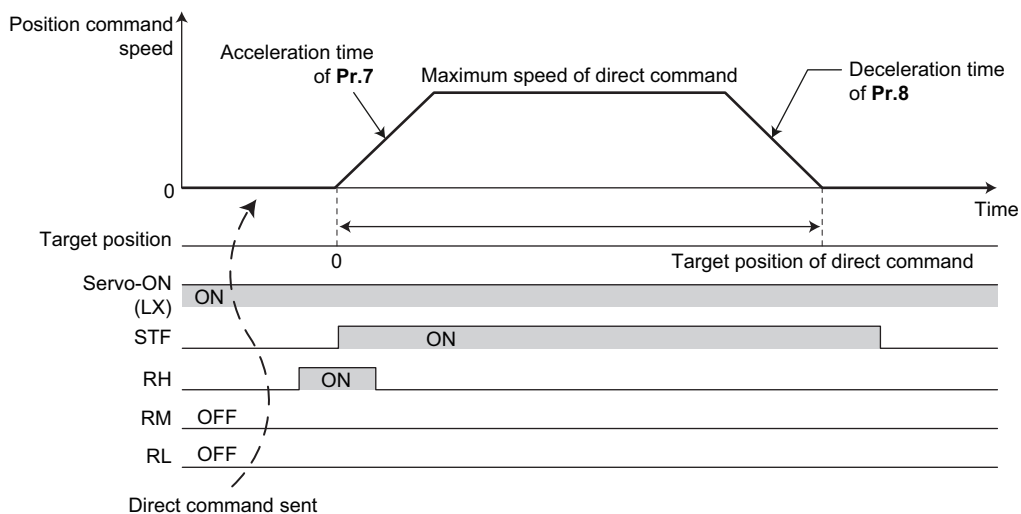 Position command
speed
Acceleration time
of Pr.7
Maximum speed of direct command
Deceleration time
of Pr.8
0
Time
Target position
0
Target position of direct command
Servo-ON
(LX)
ON
STF
ON
RH
ON
RM
OFF
RL
OFF
Direct command sent